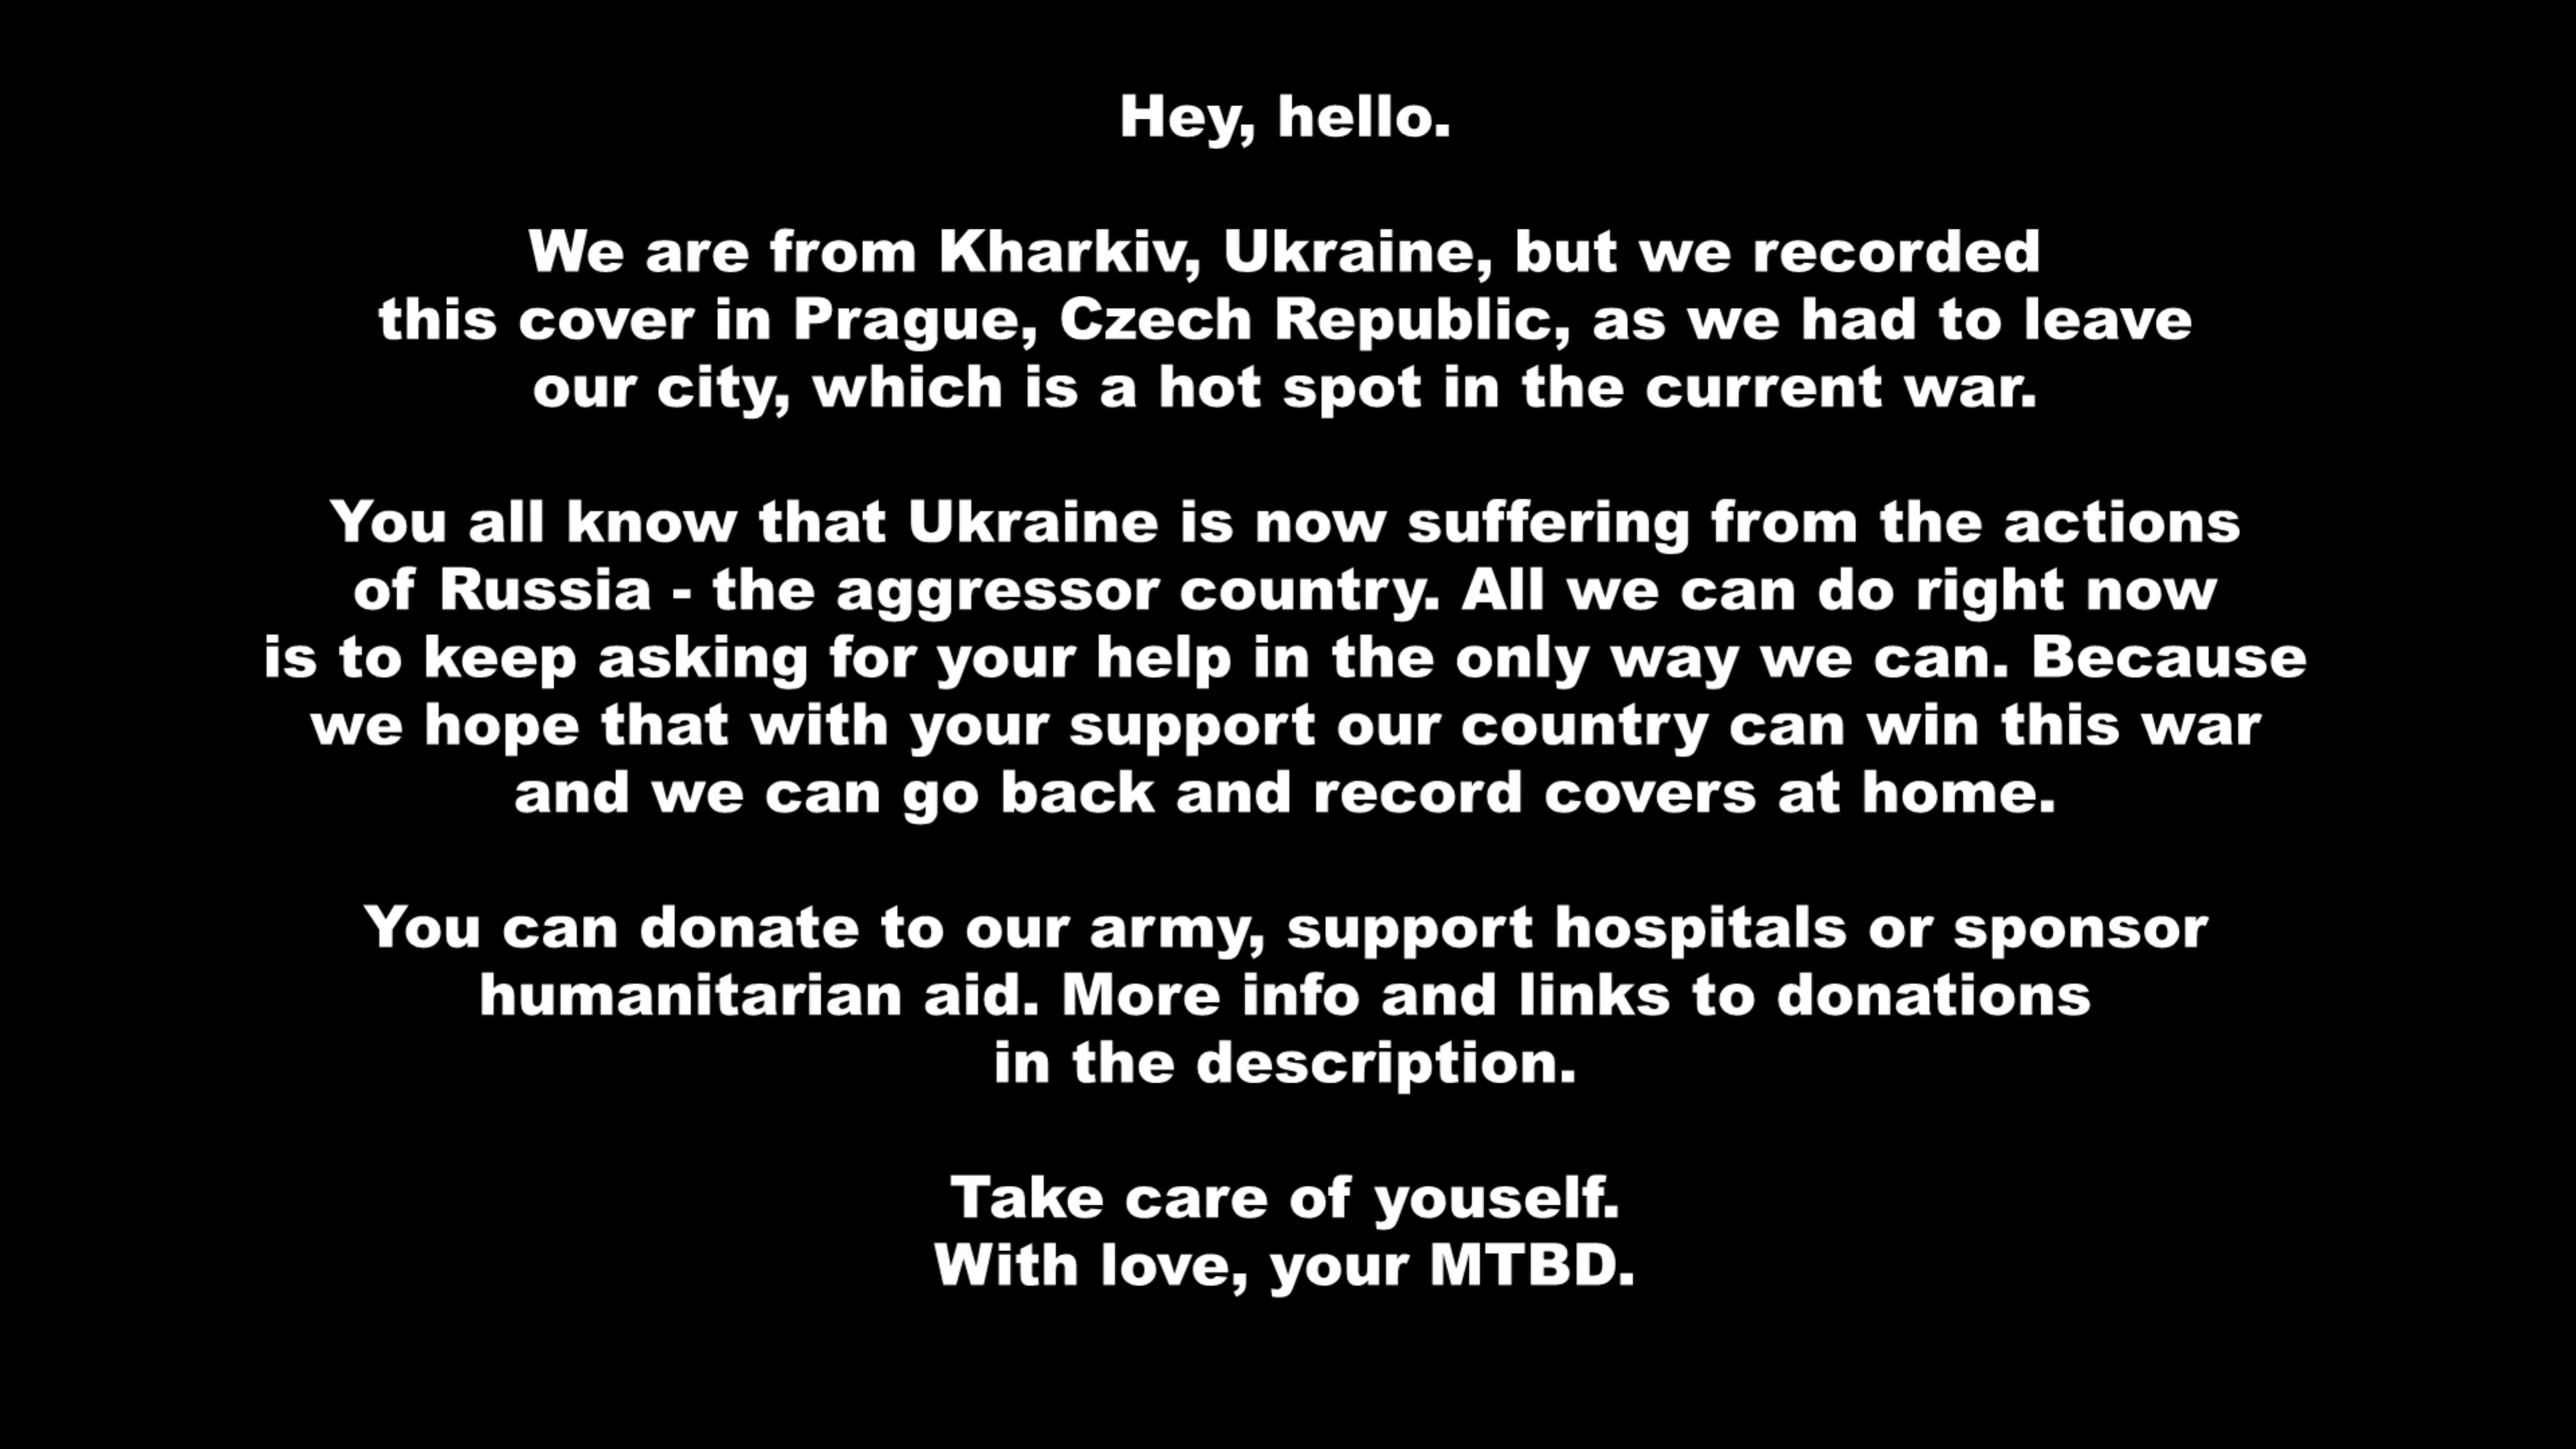 Hey, hello.
We are from Kharkiv, Ukraine, but we recorded
this cover in Prague, Czech Republic, as we had to leave
our city, which is a hot spot in the current war.
You all know that Ukraine is now suffering from the actions
of Russia - the aggressor country. All we can do right now
is to keep asking for your help in the only way we can. Because
we hope that with your support our country can win this war
and we can go back and record covers at home.
You can donate to our army, support hospitals or sponsor
humanitarian aid. More info and links to donations
in the description.
Take care of youself.
With love, your MTBD.